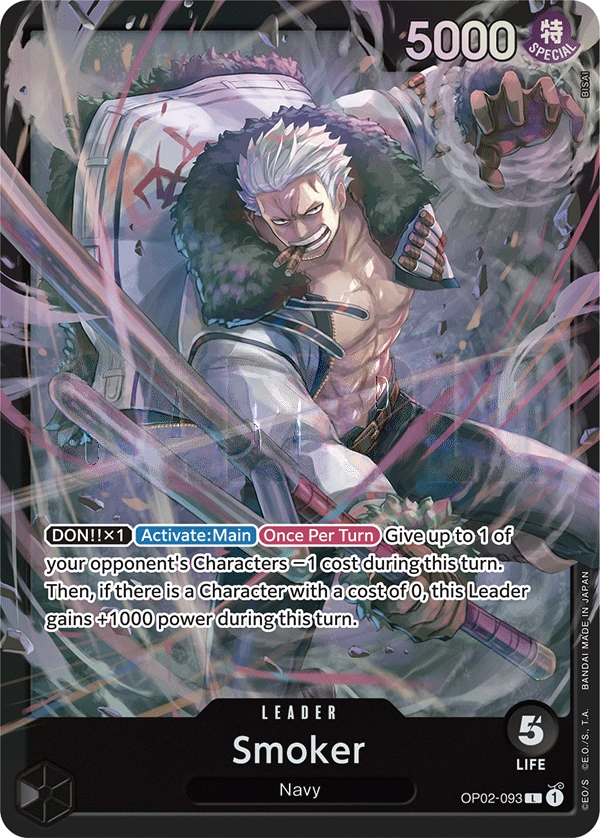 5000
特
SPECIAL
BISAI
DON!!×1 Activate:Main Once Per Turn Give up to 1 of
your opponent's Characters −1 cost during this turn.
Then, if there is a Character with a cost of 0, this Leader
gains +1000 power during this turn.
BANDAI MADE IN JAPAN
©E.O./S., T.A.
©EO/S
LEADER
Smoker
Navy
5
LIFE
OP02-093 L 1